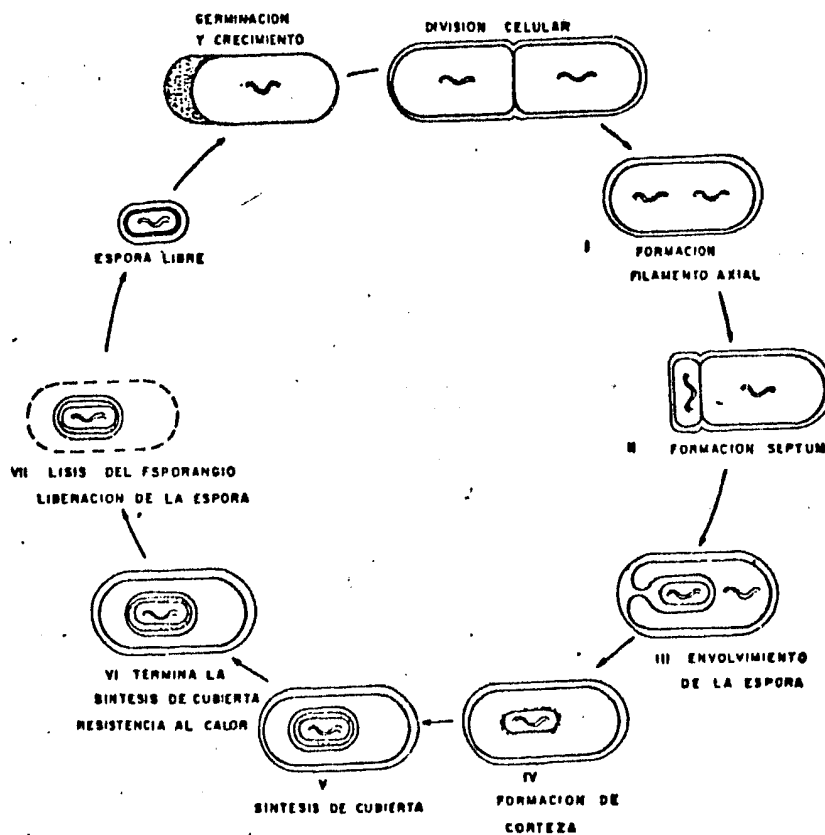 GERMINACION
Y CRECIMIENTO
DIVISION CELULAR
I FORMACION
FILAMENTO AXIAL
II FORMACION SEPTUM
III ENVOLVIMIENTO
DE LA ESPORA
IV
FORMACION DE
CORTEZA
V
SINTESIS DE CUBIERTA
VI TERMINA LA
SINTESIS DE CUBIERTA
RESISTENCIA AL CALOR
VII LISIS DEL ESPORANGIO
LIBERACION DE LA ESPORA
ESPORA LIBRE